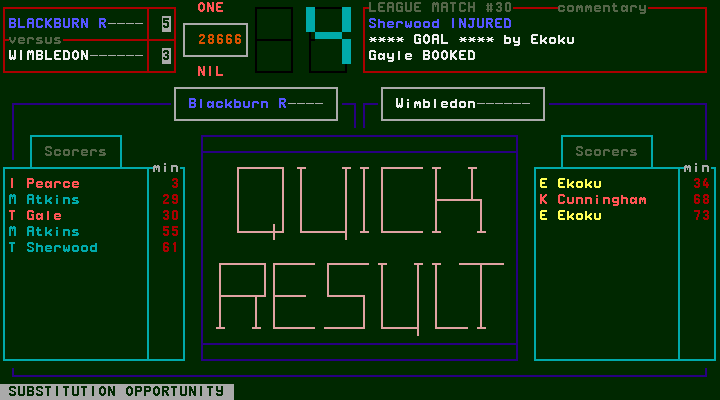 ONE
BLACKBURN R---- 5
versus
WIMBLEDON------ 3
28666
NIL
4
LEAGUE MATCH #30 commentary
Sherwood INJURED
**** GOAL **** by Ekoku
Gayle BOOKED
Blackburn R----
Wimbledon------
Scorers
min
I Pearce 3
M Atkins 29
T Gale 30
M Atkins 55
T Sherwood 61
QUICK
RESULT
Scorers
min
E Ekoku 34
K Cunningham 68
E Ekoku 73
SUBSTITUTION OPPORTUNITY